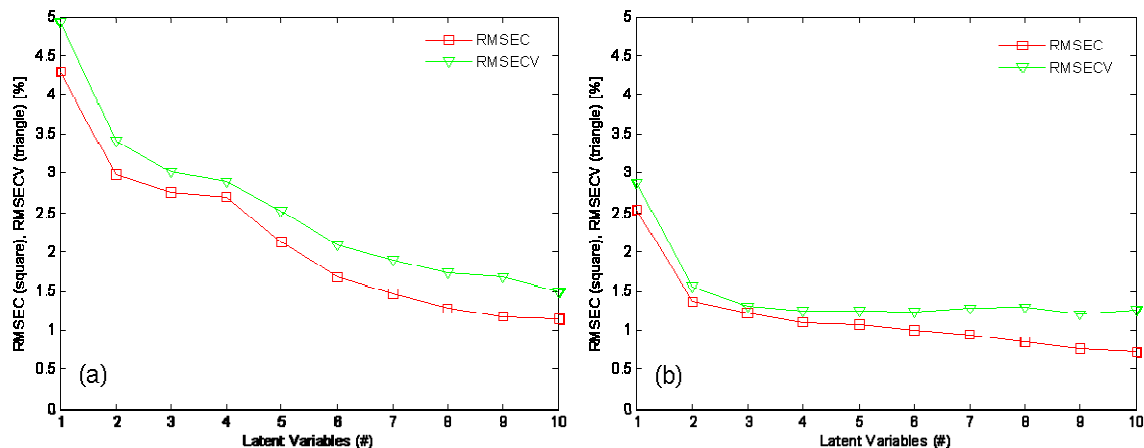 RMSEC (square), RMSECV (triangle) [%]
5
4.5
4
3.5
3
2.5
2
1.5
1
0.5
0
RMSEC
RMSECV
(a)
1 2 3 4 5 6 7 8 9 10
Latent Variables (#)
RMSEC (square), RMSECV (triangle) [%]
5
4.5
4
3.5
3
2.5
2
1.5
1
0.5
0
RMSEC
RMSECV
(b)
1 2 3 4 5 6 7 8 9 10
Latent Variables (#)